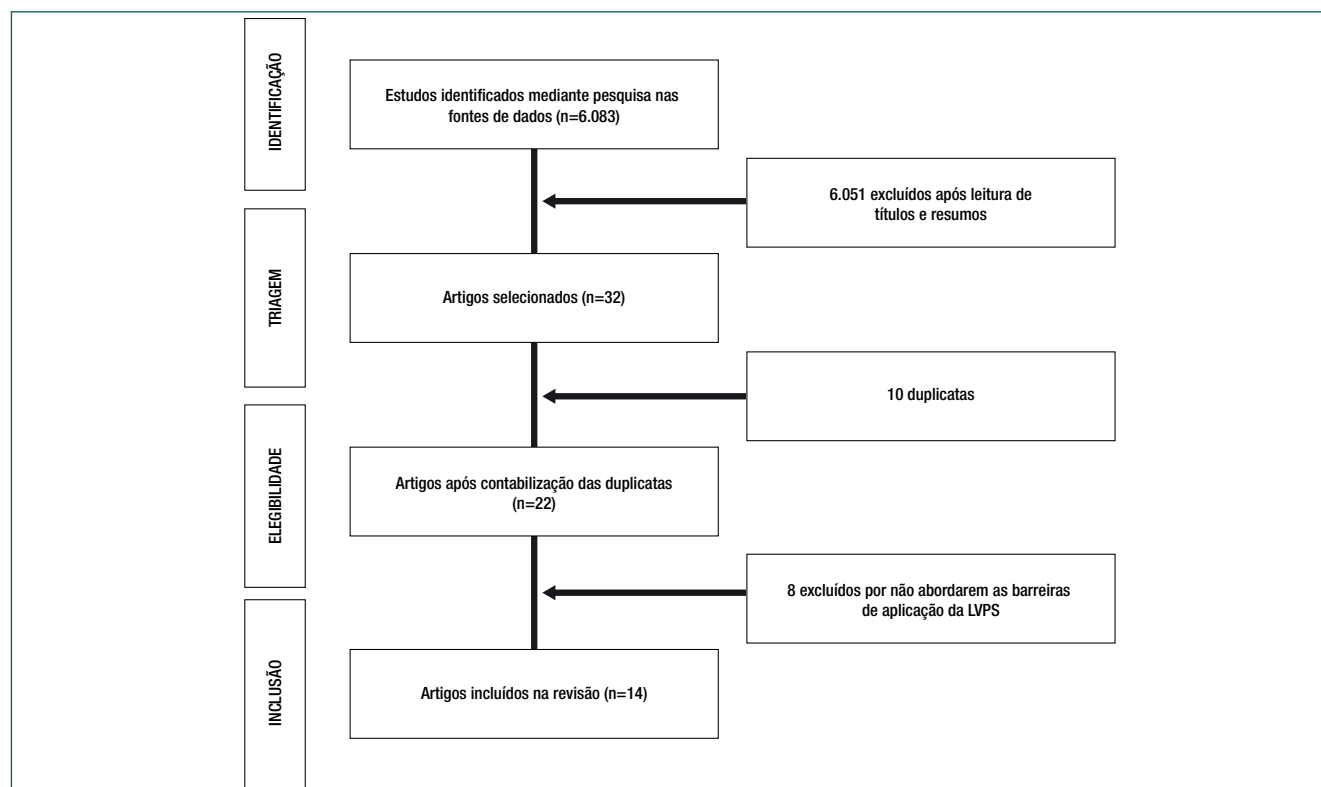 IDENTIFICAÇÃO
Estudos identificados mediante pesquisa nas
fontes de dados (n=6.083)
6.051 excluídos após leitura de
títulos e resumos
TRIAGEM
Artigos selecionados (n=32)
10 duplicatas
ELEGIBILIDADE
Artigos após contabilização das duplicatas
(n=22)
8 excluídos por não abordarem as barreiras
de aplicação da LVPS
INCLUSÃO
Artigos incluídos na revisão (n=14)